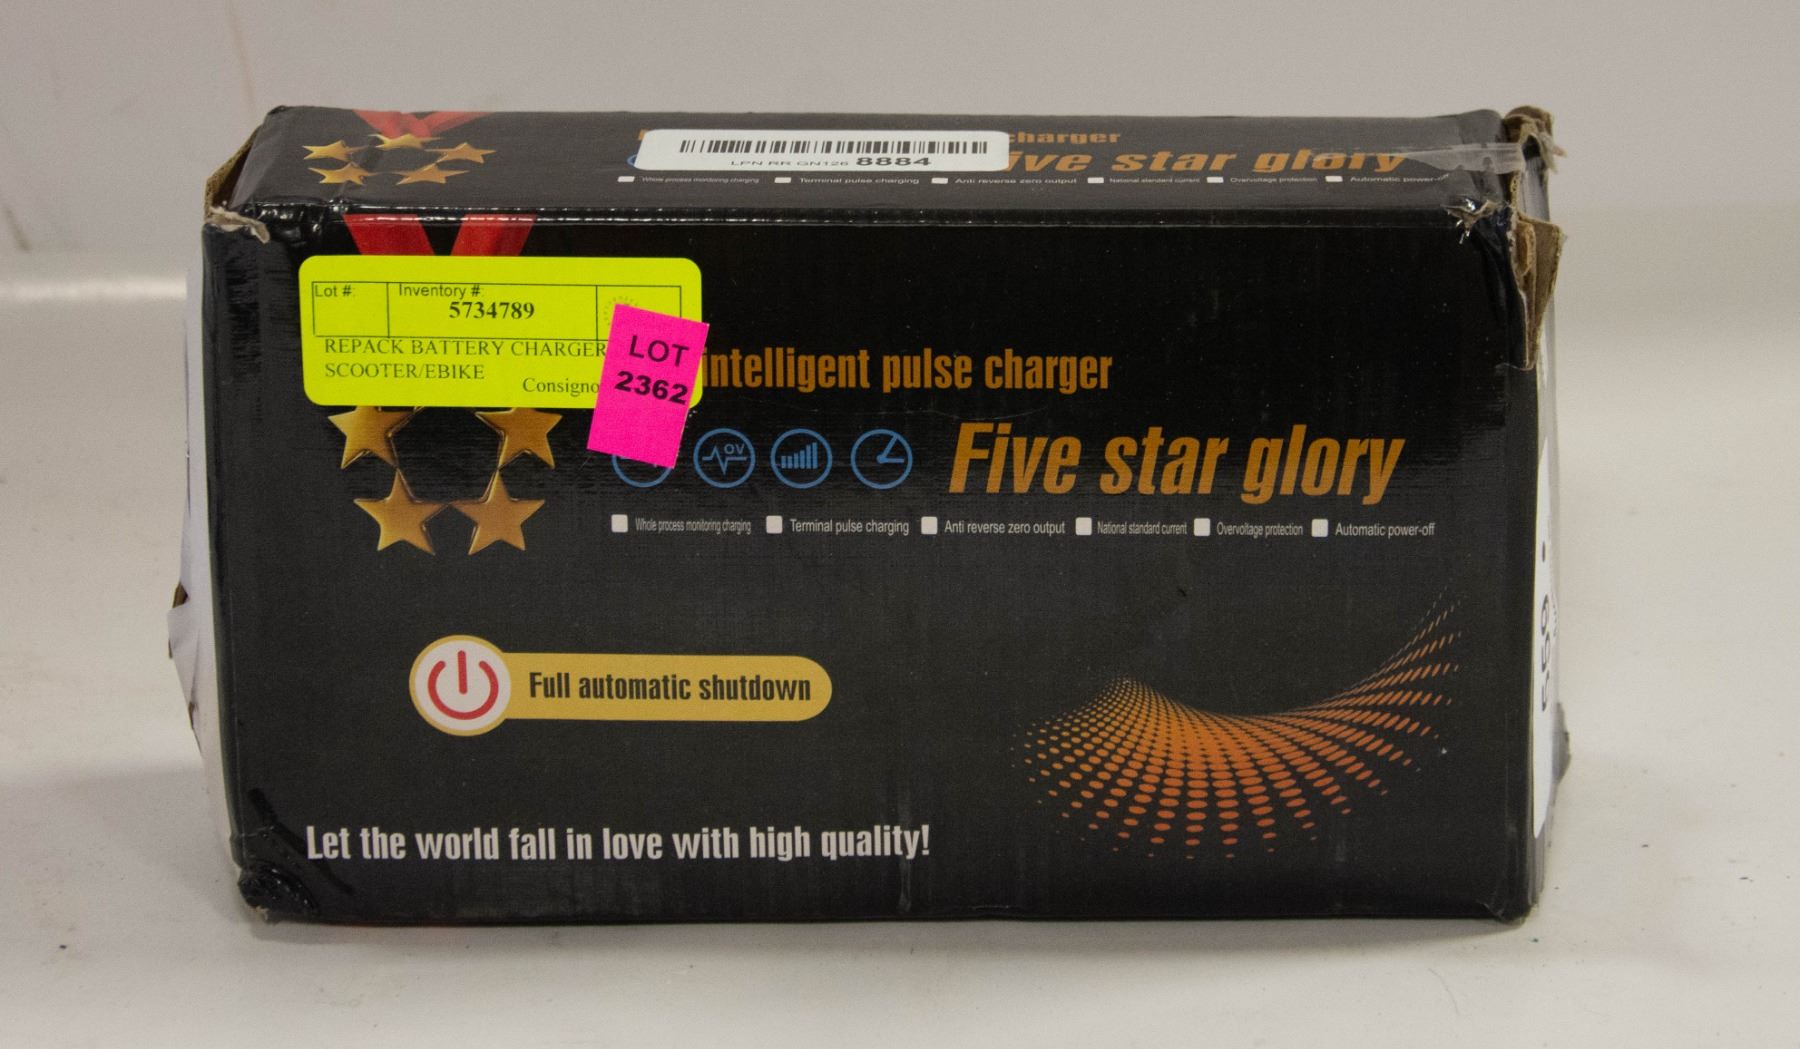 charger
LPN RR GN126 8884
ive star glory
Whole process monitoring charging Terminal pulse charging Anti reverse zero output National standard current Overvoltage protection Automatic power-
Lot #: Inventory #:
5734789
REPACK BATTERY CHARGER
SCOOTER/EBIKE
Consigno
LOT
2362
intelligent pulse charger
OV
Five star glory
Whole process monitoring charging Terminal pulse charging Anti reverse zero output National standard current Overvoltage protection Automatic power-off
Full automatic shutdown
Let the world fall in love with high quality!